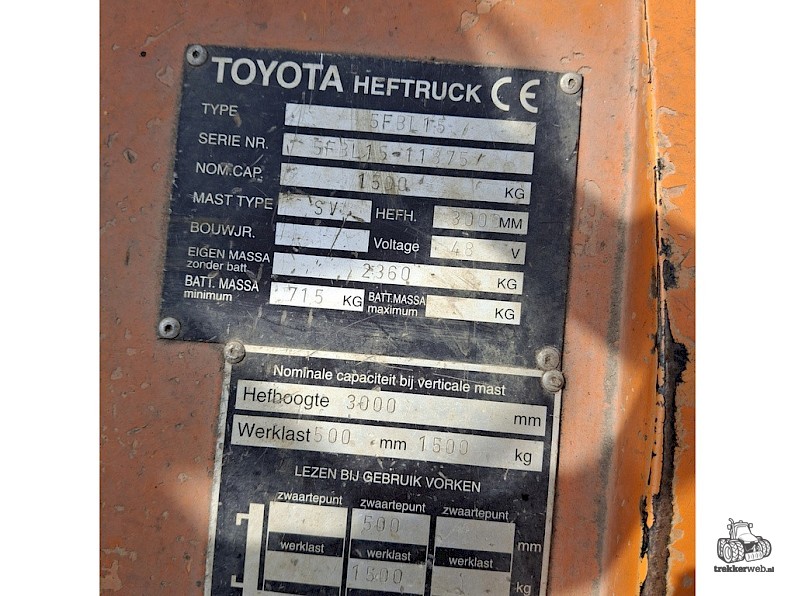 TOYOTA HEFTRUCK CE
TYPE 5FBL15
SERIE NR. 5FBL15-11875
NOM.CAP. 1500 KG
MAST TYPE SV HEFH. 300 MM
BOUWJR. Voltage 48 V
EIGEN MASSA zonder batt. 2360 KG
BATT. MASSA minimum 715 KG BATT.MASSA maximum KG
Nominale capaciteit bij verticale mast
Hefhoogte 3000 mm
Werklast 500 mm 1500 kg
LEZEN BIJ GEBRUIK VORKEN
zwaartepunt zwaartepunt zwaartepunt
500 mm
werklast werklast werklast
1500 kg
trekkerweb.nl